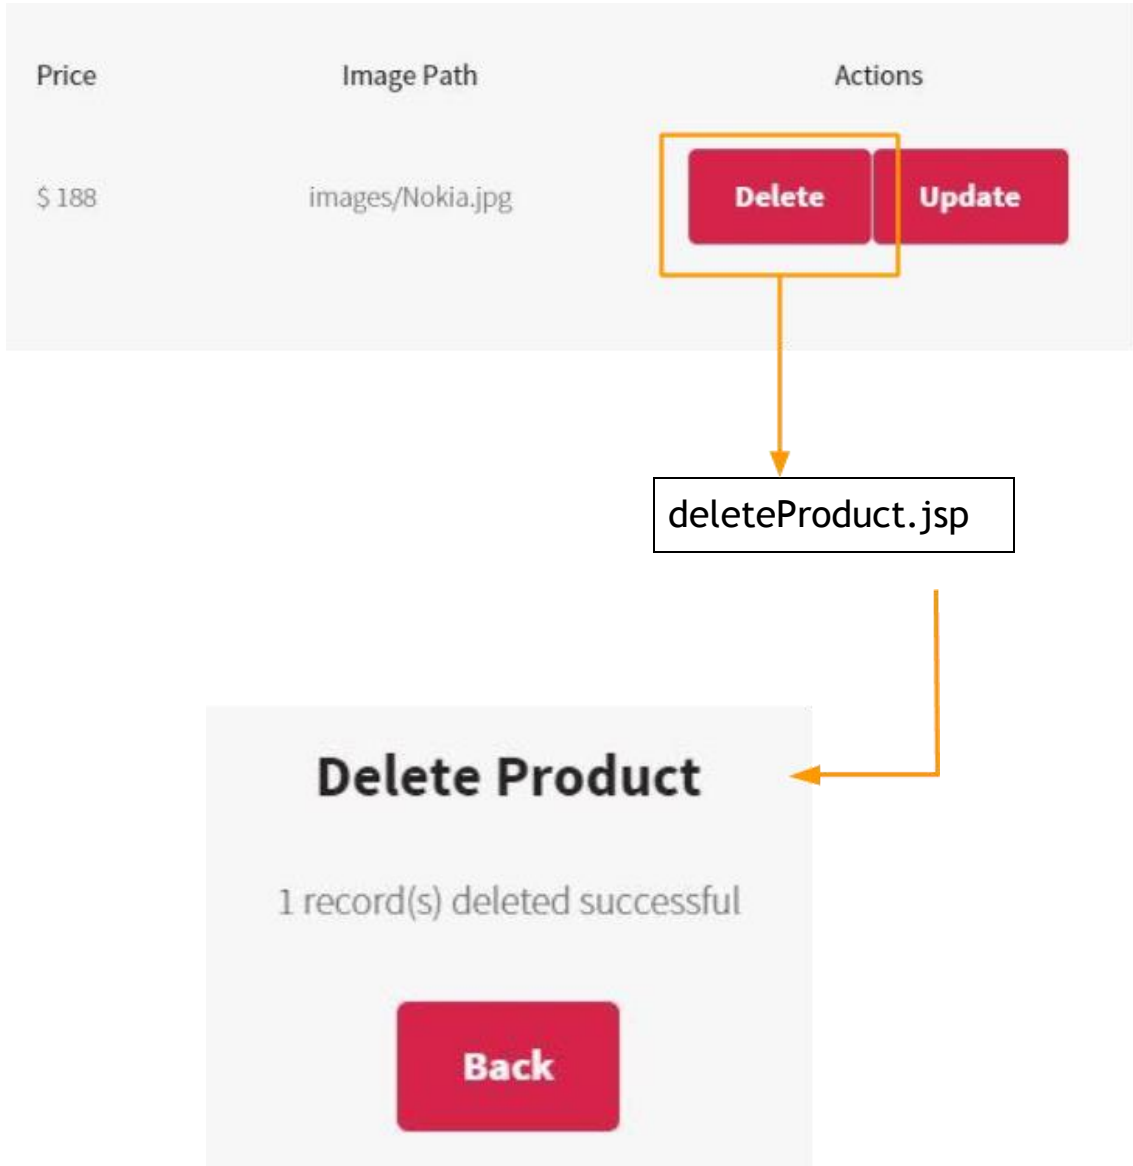 Price Image Path Actions
$ 188 images/Nokia.jpg Delete Update
deleteProduct.jsp
Delete Product
1 record(s) deleted successful
Back